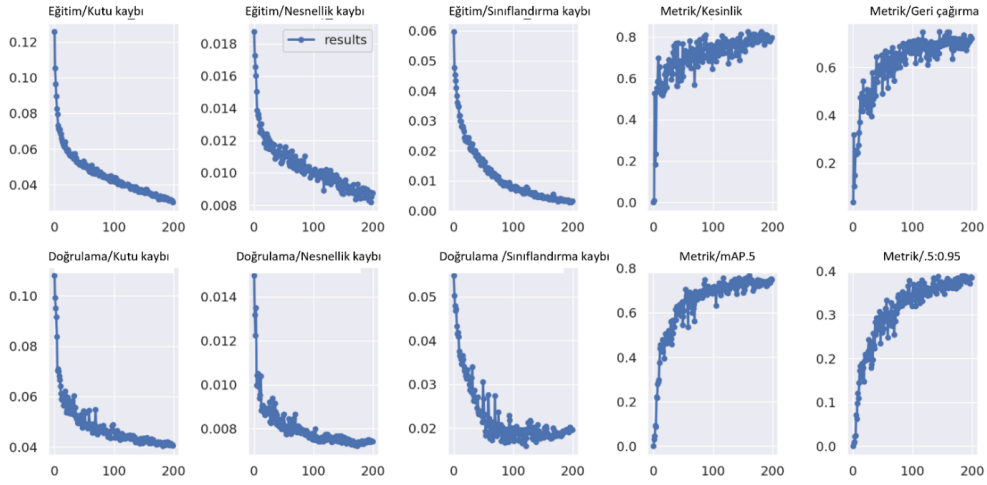 Eğitim/Kutu kaybı
Eğitim/Nesnellik kaybı
Eğitim/Sınıflandırma kaybı
Metrik/Kesinlik
Metrik/Geri çağırma
0.12
0.10
0.08
0.06
0.04
0 100 200
results
0.018
0.016
0.014
0.012
0.010
0.008
0 100 200
0.06
0.05
0.04
0.03
0.02
0.01
0.00
0 100 200
0.8
0.6
0.4
0.2
0.0
0 100 200
0.6
0.4
0.2
0 100 200
Doğrulama/Kutu kaybı
Doğrulama/Nesnellik kaybı
Doğrulama /Sınıflandırma kaybı
Metrik/mAP.5
Metrik/.5:0.95
0.10
0.08
0.06
0.04
0 100 200
0.014
0.012
0.010
0.008
0 100 200
0.05
0.04
0.03
0.02
0 100 200
0.8
0.6
0.4
0.2
0.0
0 100 200
0.4
0.3
0.2
0.1
0.0
0 100 200